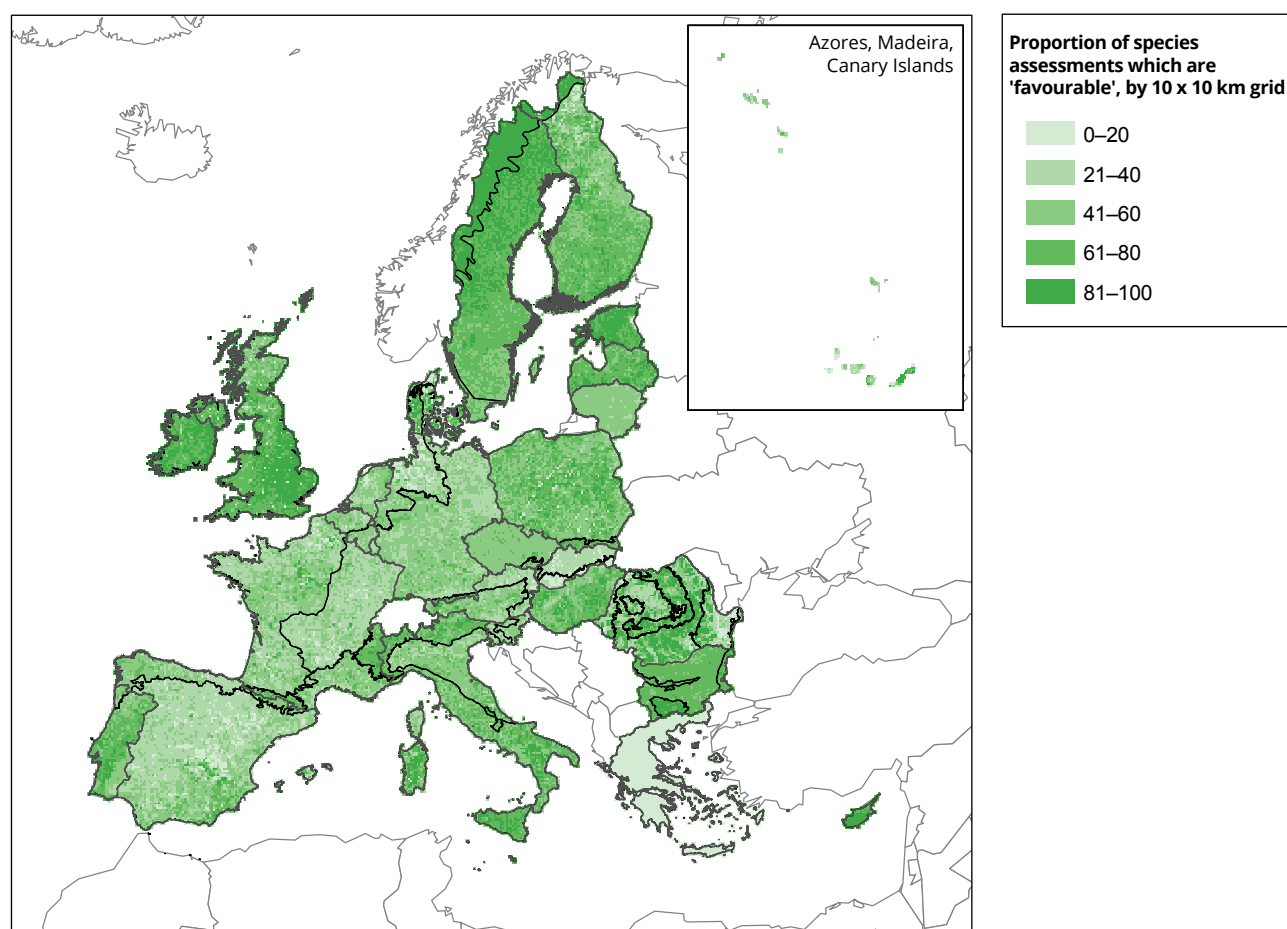 Azores, Madeira,
Canary Islands
Proportion of species
assessments which are
'favourable', by 10 x 10 km grid
0–20
21–40
41–60
61–80
81–100